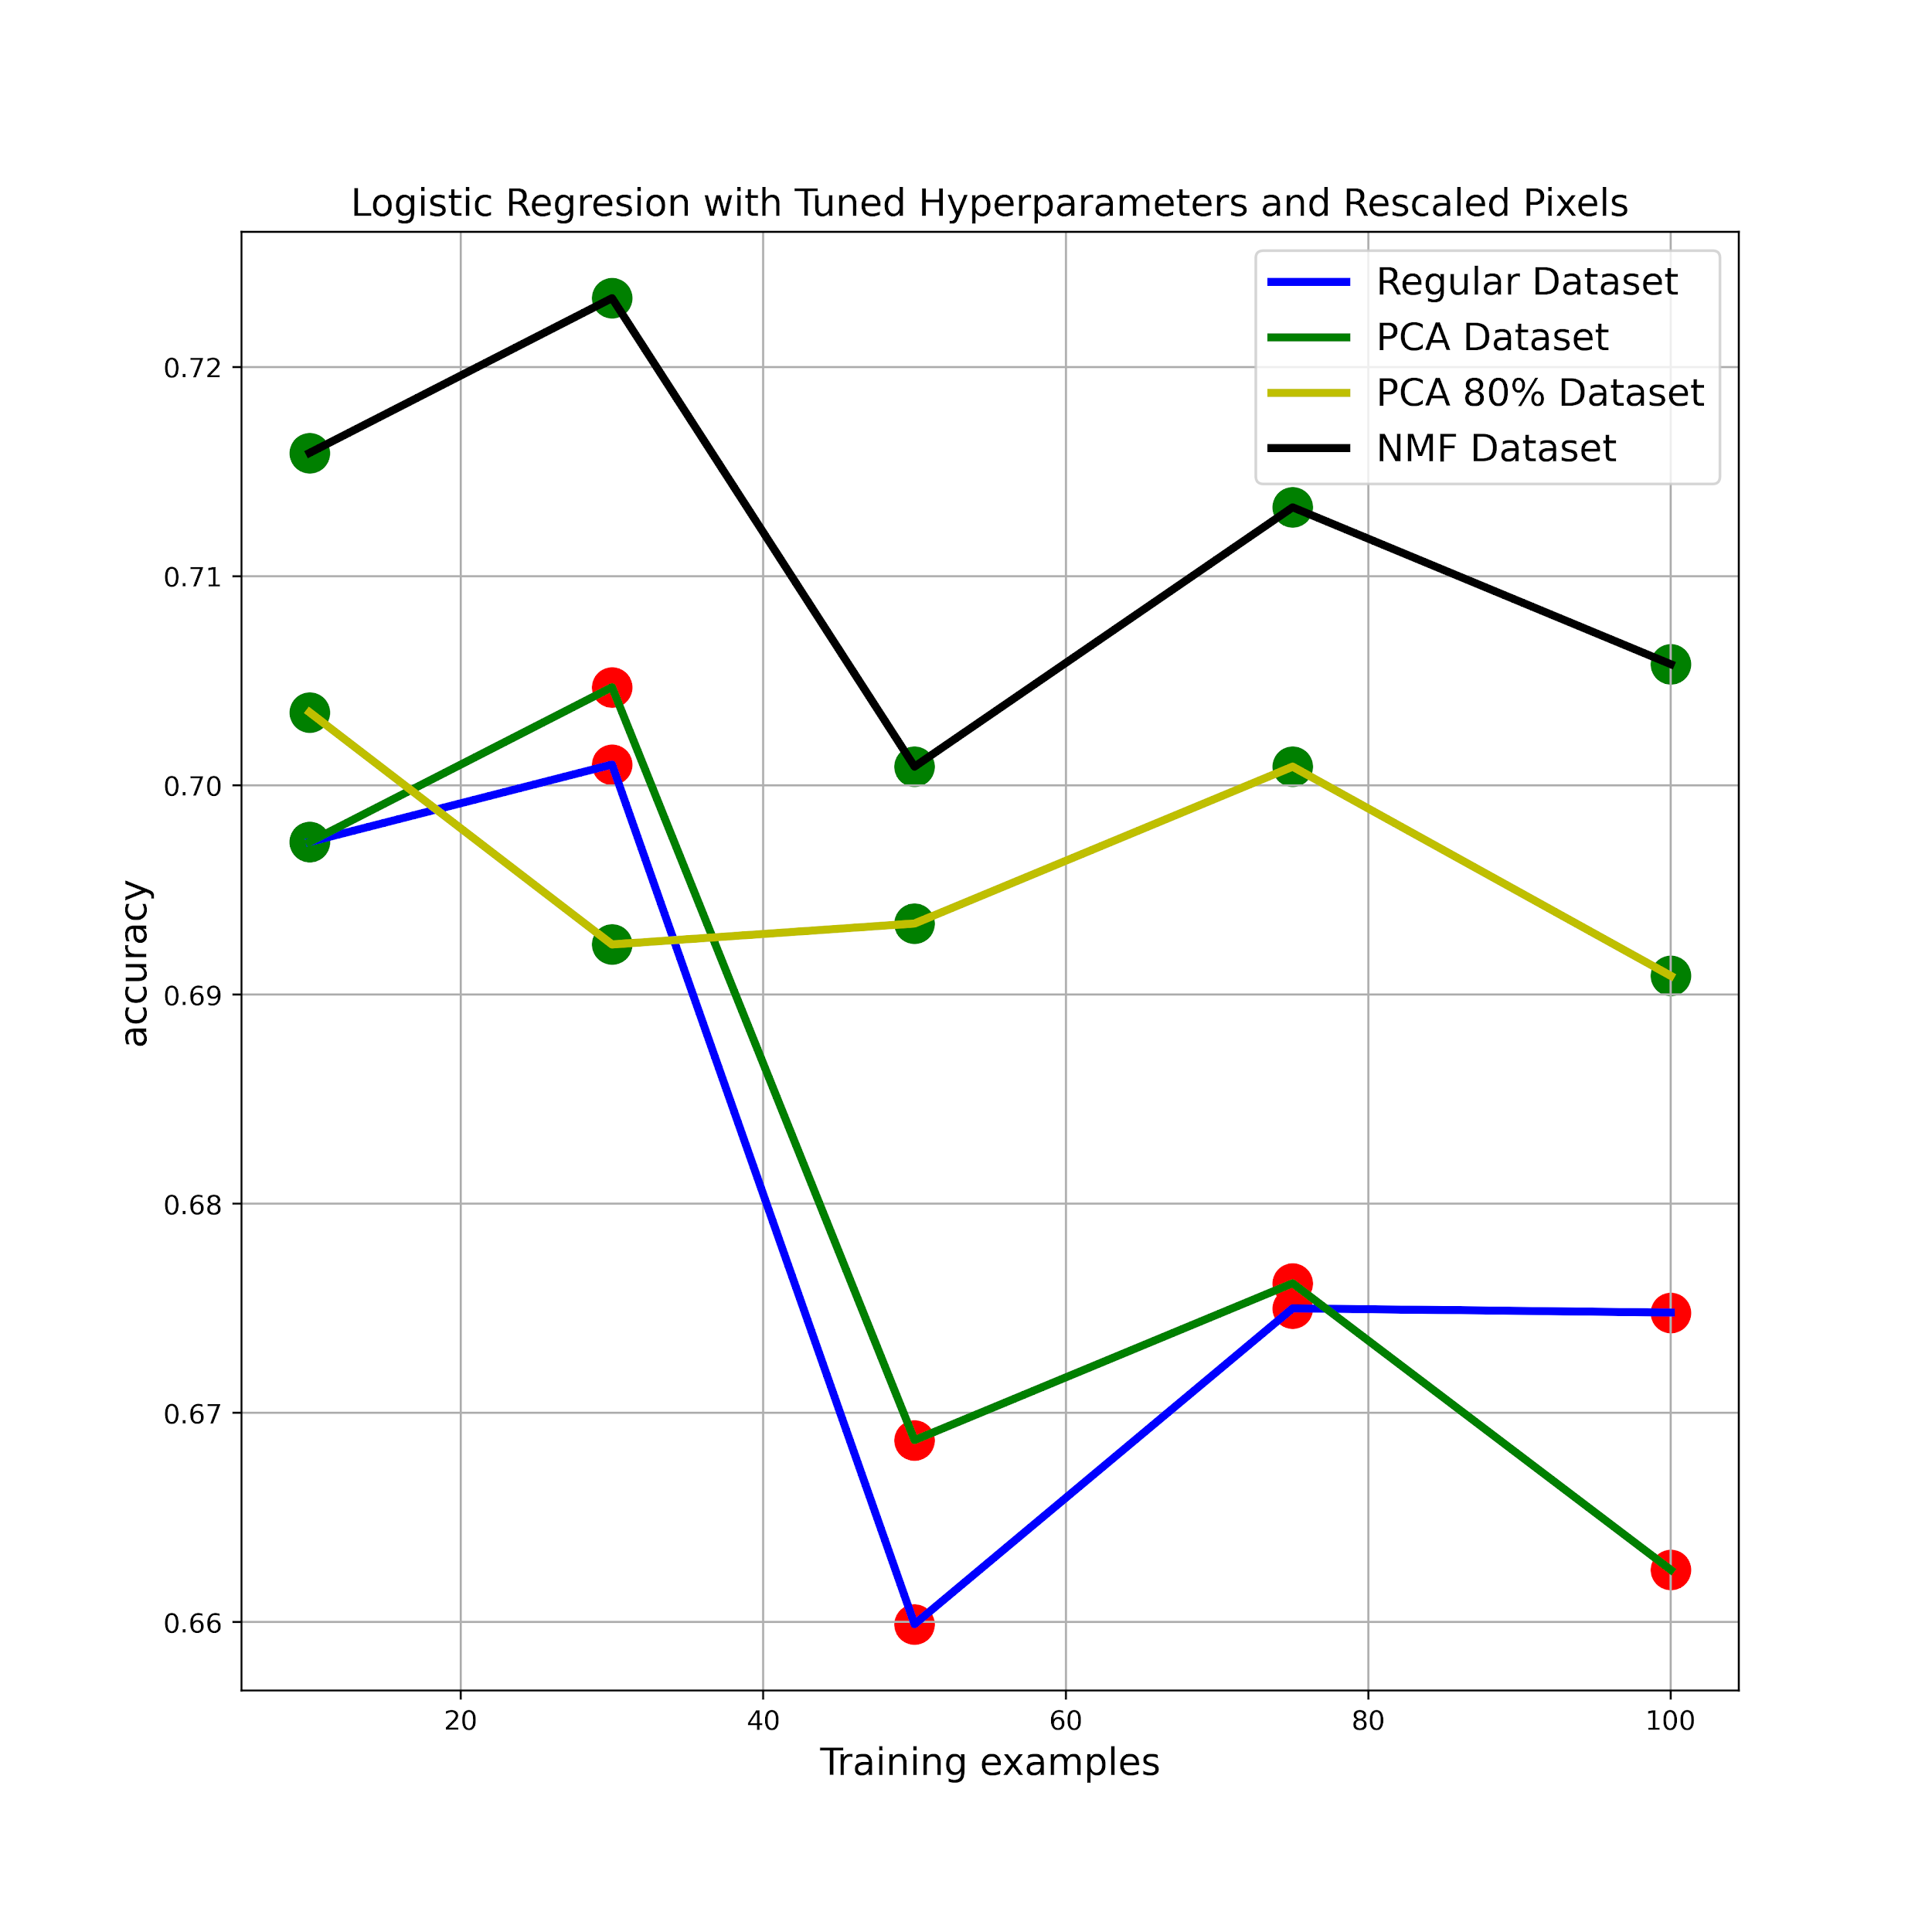 Logistic Regresion with Tuned Hyperparameters and Rescaled Pixels
Regular Dataset
PCA Dataset
PCA 80% Dataset
NMF Dataset
0.72
0.71
0.70
0.69
0.68
0.67
0.66
accuracy
20 40 60 80 100
Training examples